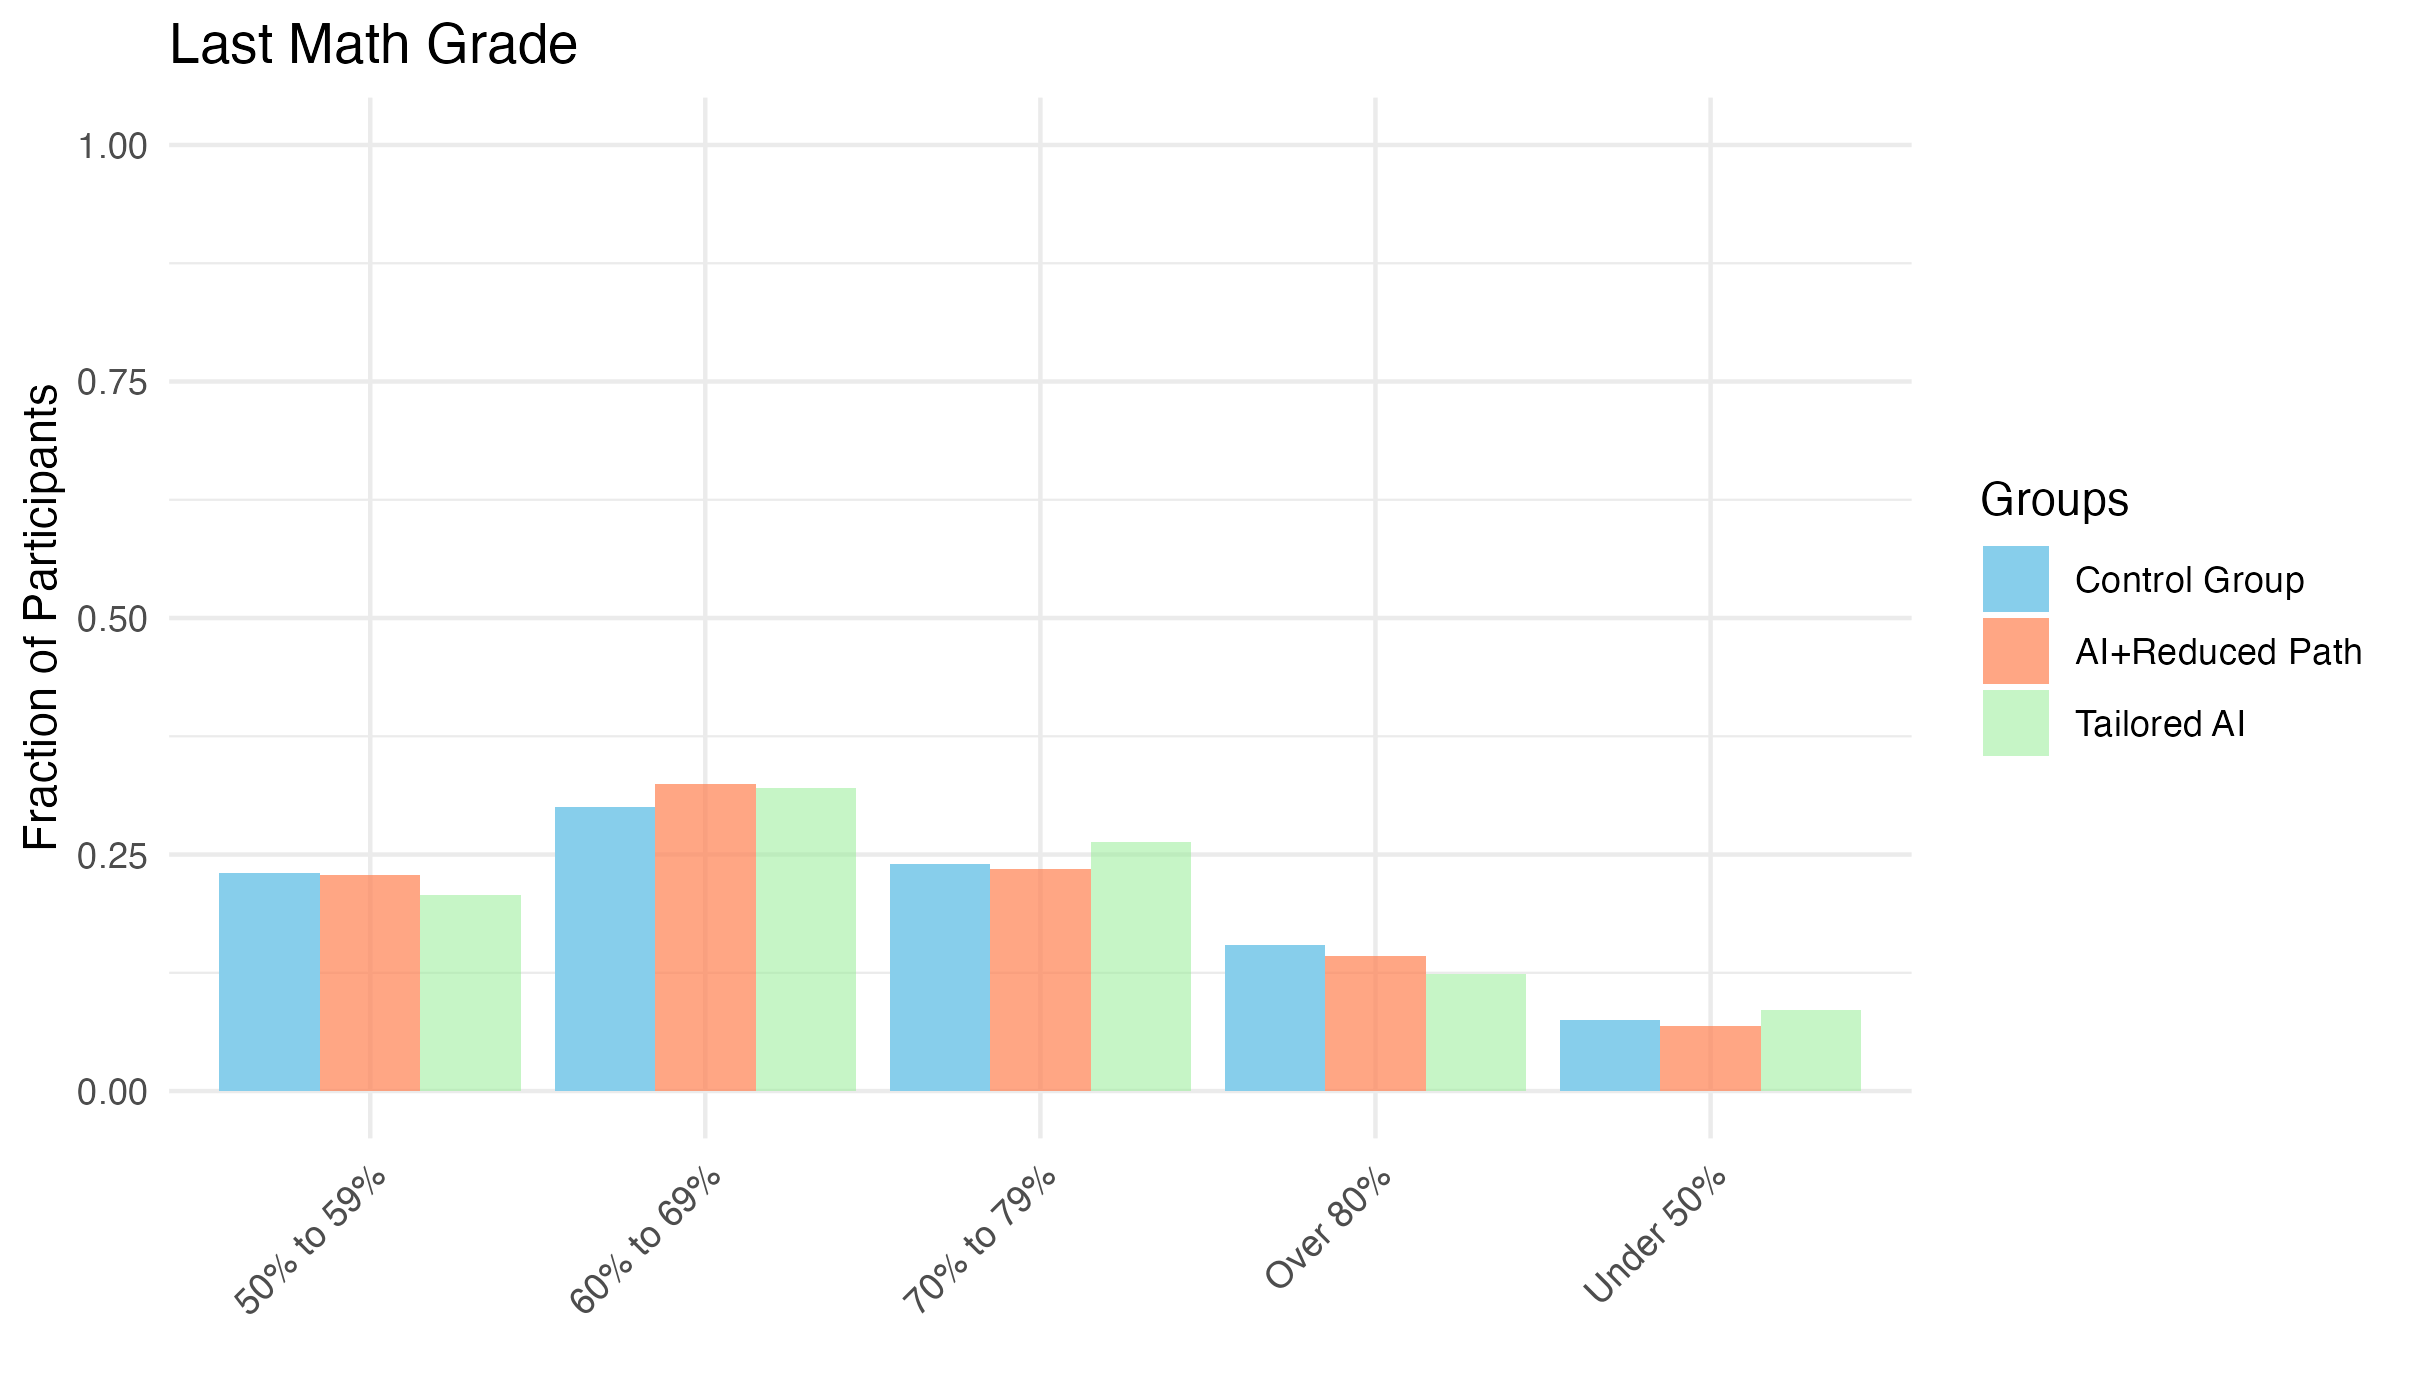 Last Math Grade
Fraction of Participants
1.00
0.75
0.50
0.25
0.00
50% to 59%
60% to 69%
70% to 79%
Over 80%
Under 50%
Groups
Control Group
AI+Reduced Path
Tailored AI